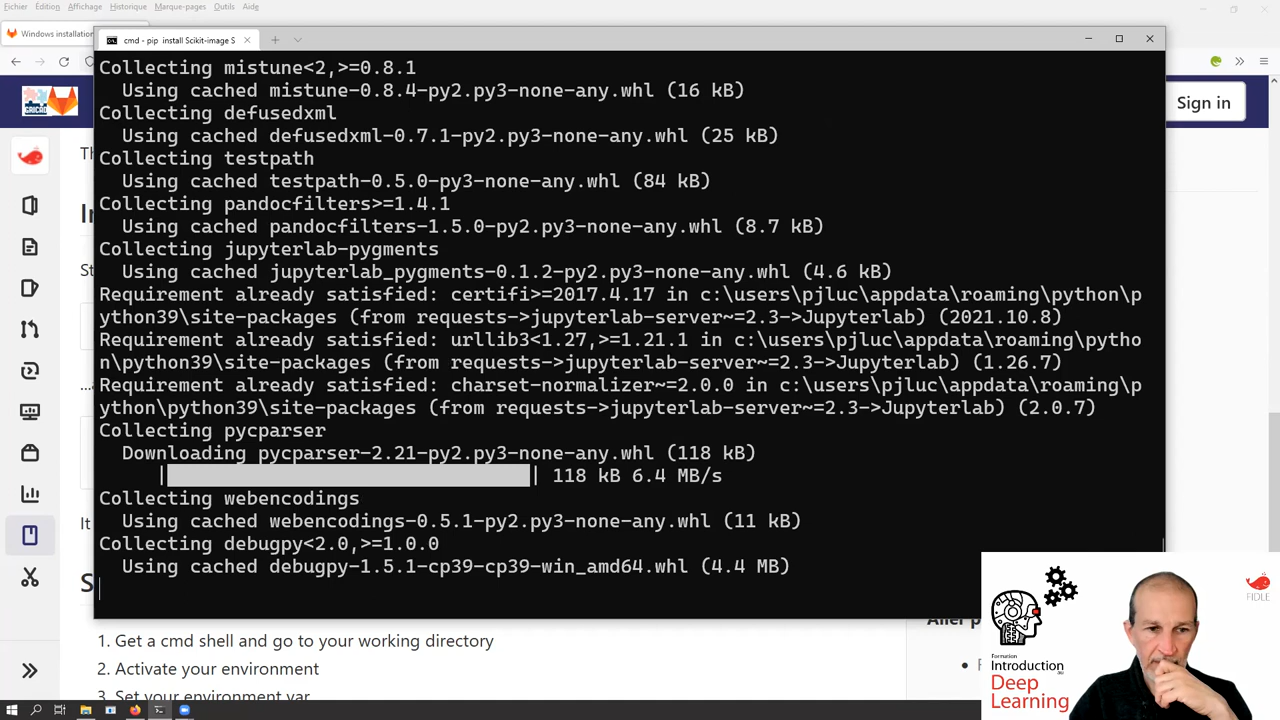 Fichier Édition Affichage Historique Marque-pages Outils Aide
Windows installation
cmd - pip install Scikit-image S
Collecting mistune<2,>=0.8.1
Using cached mistune-0.8.4-py2.py3-none-any.whl (16 kB)
Collecting defusedxml
Using cached defusedxml-0.7.1-py2.py3-none-any.whl (25 kB)
Collecting testpath
Using cached testpath-0.5.0-py3-none-any.whl (84 kB)
Collecting pandocfilters>=1.4.1
Using cached pandocfilters-1.5.0-py2.py3-none-any.whl (8.7 kB)
Collecting jupyterlab-pygments
Using cached jupyterlab_pygments-0.1.2-py2.py3-none-any.whl (4.6 kB)
Requirement already satisfied: certifi>=2017.4.17 in c:\users\pjluc\appdata\roaming\python\p
ython39\site-packages (from requests->jupyterlab-server~=2.3->Jupyterlab) (2021.10.8)
Requirement already satisfied: urllib3<1.27,>=1.21.1 in c:\users\pjluc\appdata\roaming\pytho
n\python39\site-packages (from requests->jupyterlab-server~=2.3->Jupyterlab) (1.26.7)
Requirement already satisfied: charset-normalizer~=2.0.0 in c:\users\pjluc\appdata\roaming\p
ython\python39\site-packages (from requests->jupyterlab-server~=2.3->Jupyterlab) (2.0.7)
Collecting pycparser
Downloading pycparser-2.21-py2.py3-none-any.whl (118 kB)
| | 118 kB 6.4 MB/s
Collecting webencodings
Using cached webencodings-0.5.1-py2.py3-none-any.whl (11 kB)
Collecting debugpy<2.0,>=1.0.0
Using cached debugpy-1.5.1-cp39-cp39-win_amd64.whl (4.4 MB)
Sign in
It
1. Get a cmd shell and go to your working directory
2. Activate your environment
3. Set your environment var
Formation
Introduction
Deep
Learning
FIDLE